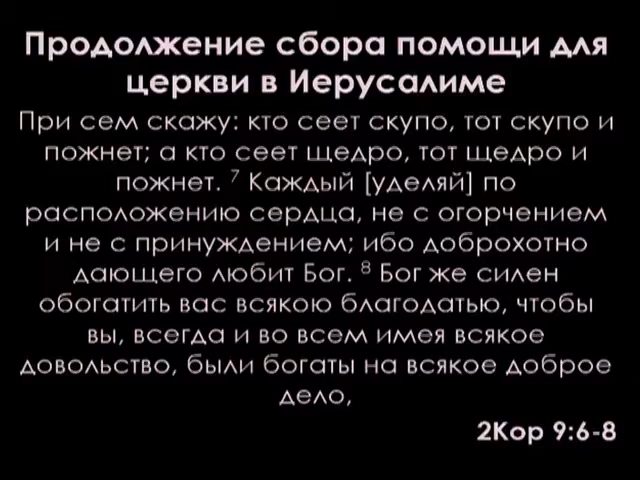 Продолжение сбора помощи для
церкви в Иерусалиме
При сем скажу: кто сеет скупо, тот скупо и
пожнет; а кто сеет щедро, тот щедро и
пожнет. ⁷ Каждый [уделяй] по
расположению сердца, не с огорчением
и не с принуждением; ибо доброхотно
дающего любит Бог. ⁸ Бог же силен
обогатить вас всякою благодатью, чтобы
вы, всегда и во всем имея всякое
довольство, были богаты на всякое доброе
дело,
2Кор 9:6-8